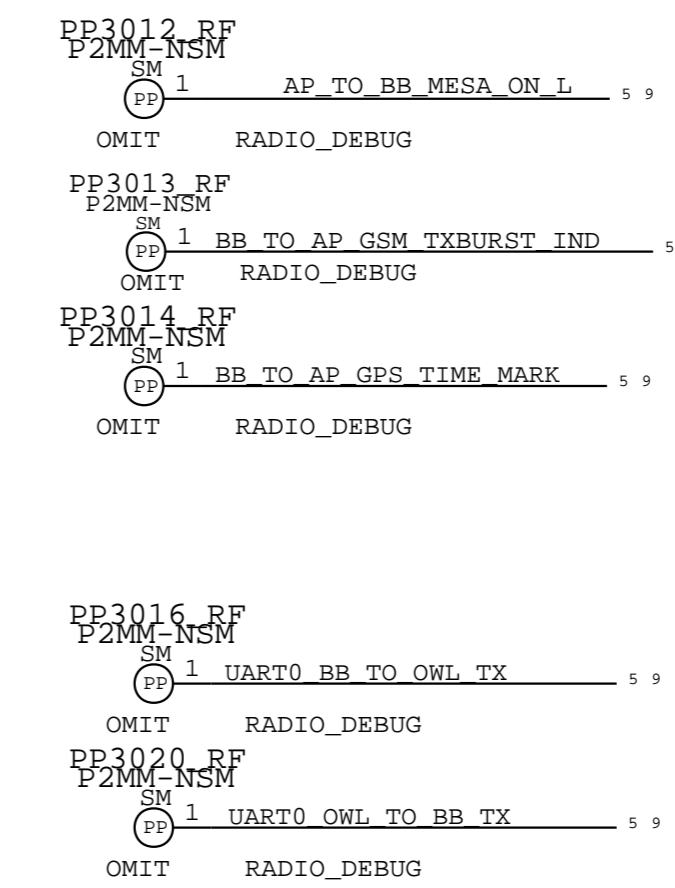 PP3012_RF
P2MM-NSM
SM
PP 1 AP_TO_BB_MESA_ON_L 5 9
OMIT RADIO_DEBUG
PP3013_RF
P2MM-NSM
SM
PP 1 BB_TO_AP_GSM_TXBURST_IND 5
OMIT RADIO_DEBUG
PP3014_RF
P2MM-NSM
SM
PP 1 BB_TO_AP_GPS_TIME_MARK 5 9
OMIT RADIO_DEBUG
PP3016_RF
P2MM-NSM
SM
PP 1 UART0_BB_TO_OWL_TX 5 9
OMIT RADIO_DEBUG
PP3020_RF
P2MM-NSM
SM
PP 1 UART0_OWL_TO_BB_TX 5 9
OMIT RADIO_DEBUG